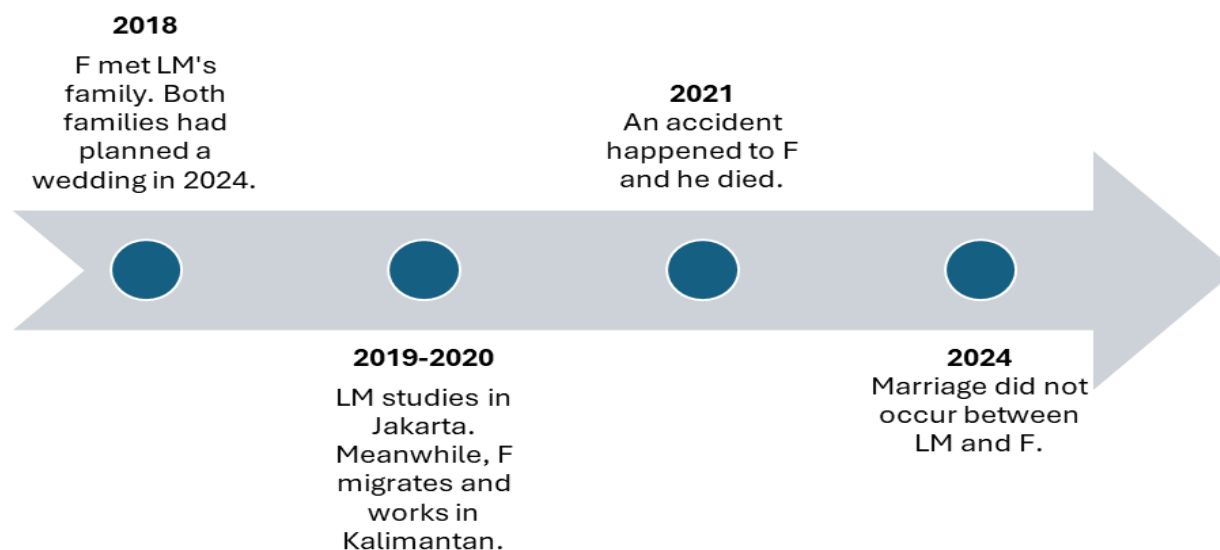 2018
F met LM's
family. Both
families had
planned a
wedding in 2024.
2019-2020
LM studies in
Jakarta.
Meanwhile, F
migrates and
works in
Kalimantan.
2021
An accident
happened to F
and he died.
2024
Marriage did not
occur between
LM and F.